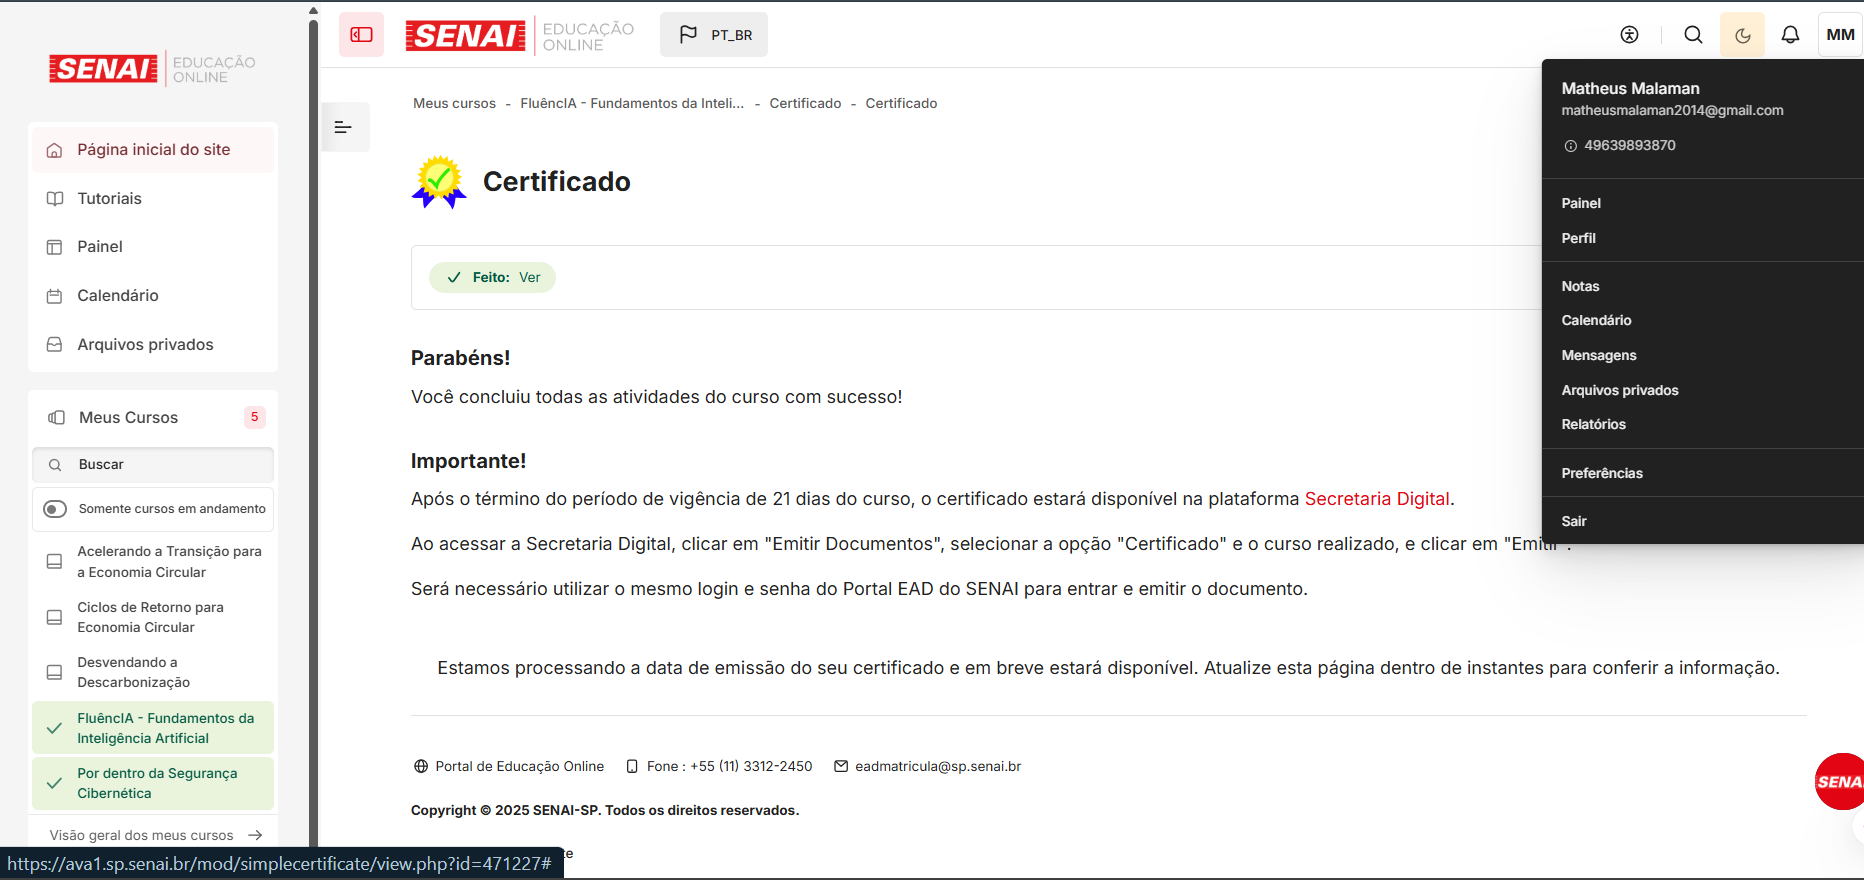 SENAI EDUCAÇÃO ONLINE
Página inicial do site
Tutoriais
Painel
Calendário
Arquivos privados
Meus Cursos 5
Buscar
Somente cursos em andamento
Acelerando a Transição para
a Economia Circular
Ciclos de Retorno para
Economia Circular
Desvendando a
Descarbonização
FluêncIA - Fundamentos da
Inteligência Artificial
Por dentro da Segurança
Cibernética
Visão geral dos meus cursos
https://ava1.sp.senai.br/mod/simplecertificate/view.php?id=471227#
SENAI EDUCAÇÃO ONLINE
PT_BR
MM
Meus cursos - FluêncIA - Fundamentos da Inteli... - Certificado - Certificado
Certificado
Feito: Ver
Parabéns!
Você concluiu todas as atividades do curso com sucesso!
Importante!
Após o término do período de vigência de 21 dias do curso, o certificado estará disponível na plataforma Secretaria Digital.
Ao acessar a Secretaria Digital, clicar em "Emitir Documentos", selecionar a opção "Certificado" e o curso realizado, e clicar em "Emitir".
Será necessário utilizar o mesmo login e senha do Portal EAD do SENAI para entrar e emitir o documento.
Estamos processando a data de emissão do seu certificado e em breve estará disponível. Atualize esta página dentro de instantes para conferir a informação.
Portal de Educação Online Fone : +55 (11) 3312-2450 eadmatricula@sp.senai.br
Copyright © 2025 SENAI-SP. Todos os direitos reservados.
te
Matheus Malaman
matheusmalaman2014@gmail.com
49639893870
Painel
Perfil
Notas
Calendário
Mensagens
Arquivos privados
Relatórios
Preferências
Sair
SENA